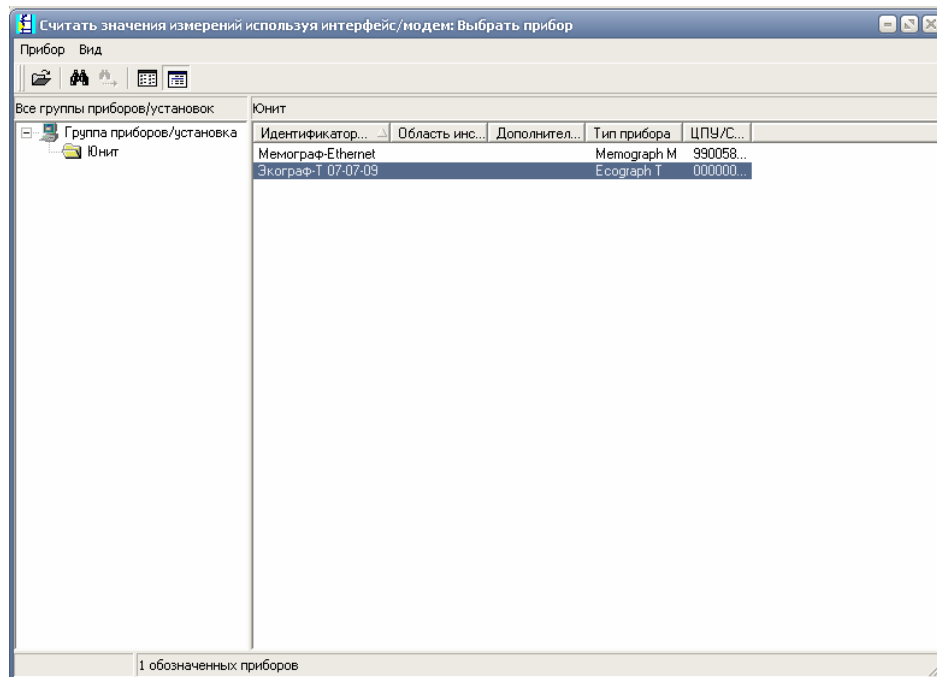 Считать значения измерений используя интерфейс/модем: Выбрать прибор
Прибор Вид
Все группы приборов/установок Юнит
Группа приборов/установка Идентификатор... Область инс... Дополнител... Тип прибора ЦПУ/С...
Юнит Мемограф-Ethernet Memograph M 990058...
Экограф-Т 07-07-09 Ecograph T 000000...
1 обозначенных приборов